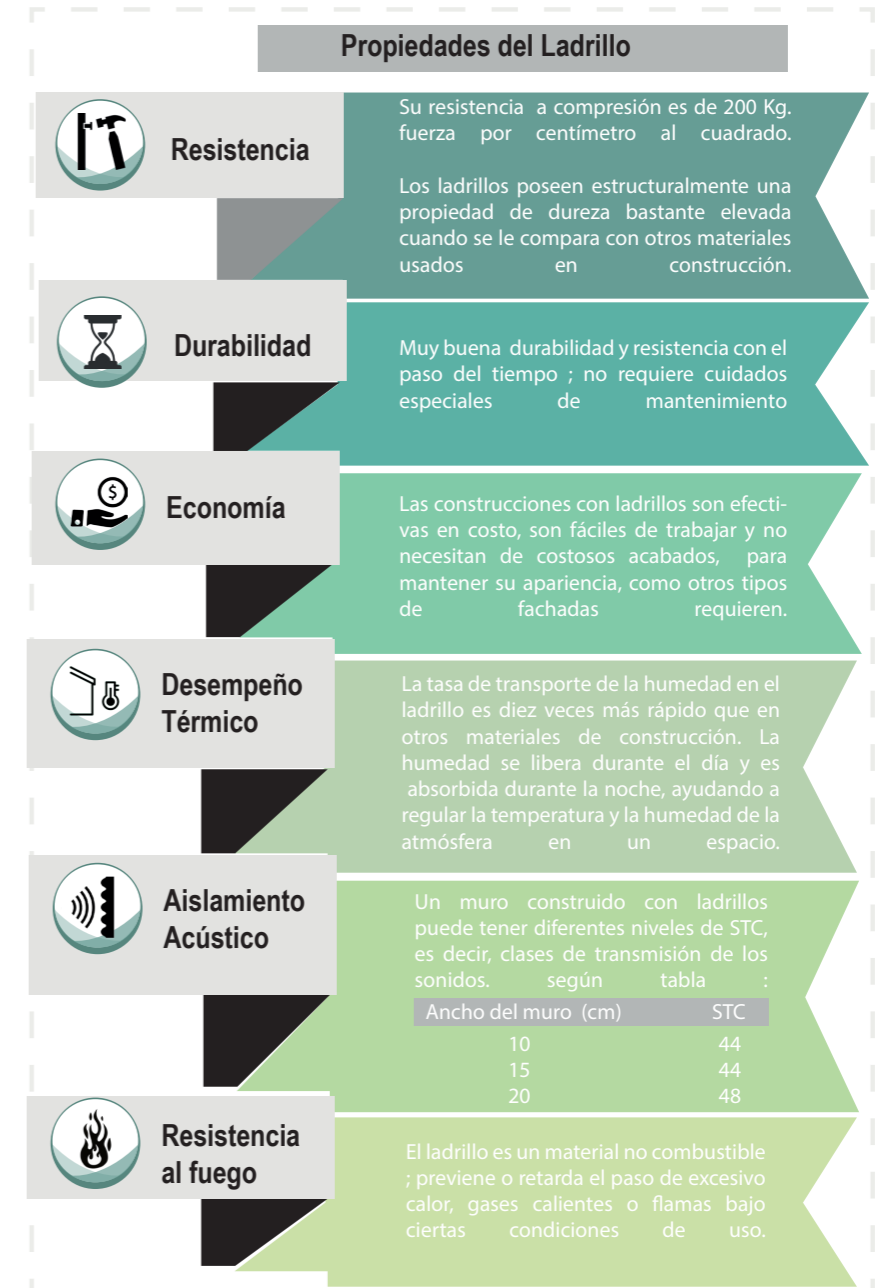 Propiedades del Ladrillo
Resistencia
Su resistencia a compresión es de 200 Kg.
fuerza por centímetro al cuadrado.
Los ladrillos poseen estructuralmente una
propiedad de dureza bastante elevada
cuando se le compara con otros materiales
usados en construcción.
Durabilidad
Muy buena durabilidad y resistencia con el
paso del tiempo ; no requiere cuidados
especiales de mantenimiento
$
Economía
Las construcciones con ladrillos son efecti-
vas en costo, son fáciles de trabajar y no
necesitan de costosos acabados, para
mantener su apariencia, como otros tipos
de fachadas requieren.
Desempeño
Térmico
La tasa de transporte de la humedad en el
ladrillo es diez veces más rápido que en
otros materiales de construcción. La
humedad se libera durante el día y es
absorbida durante la noche, ayudando a
regular la temperatura y la humedad de la
atmósfera en un espacio.
Aislamiento
Acústico
Un muro construido con ladrillos
puede tener diferentes niveles de STC,
es decir, clases de transmisión de los
sonidos. según tabla :
Ancho del muro (cm) STC
10 44
15 44
20 48
Resistencia
al fuego
El ladrillo es un material no combustible
; previene o retarda el paso de excesivo
calor, gases calientes o flamas bajo
ciertas condiciones de uso.